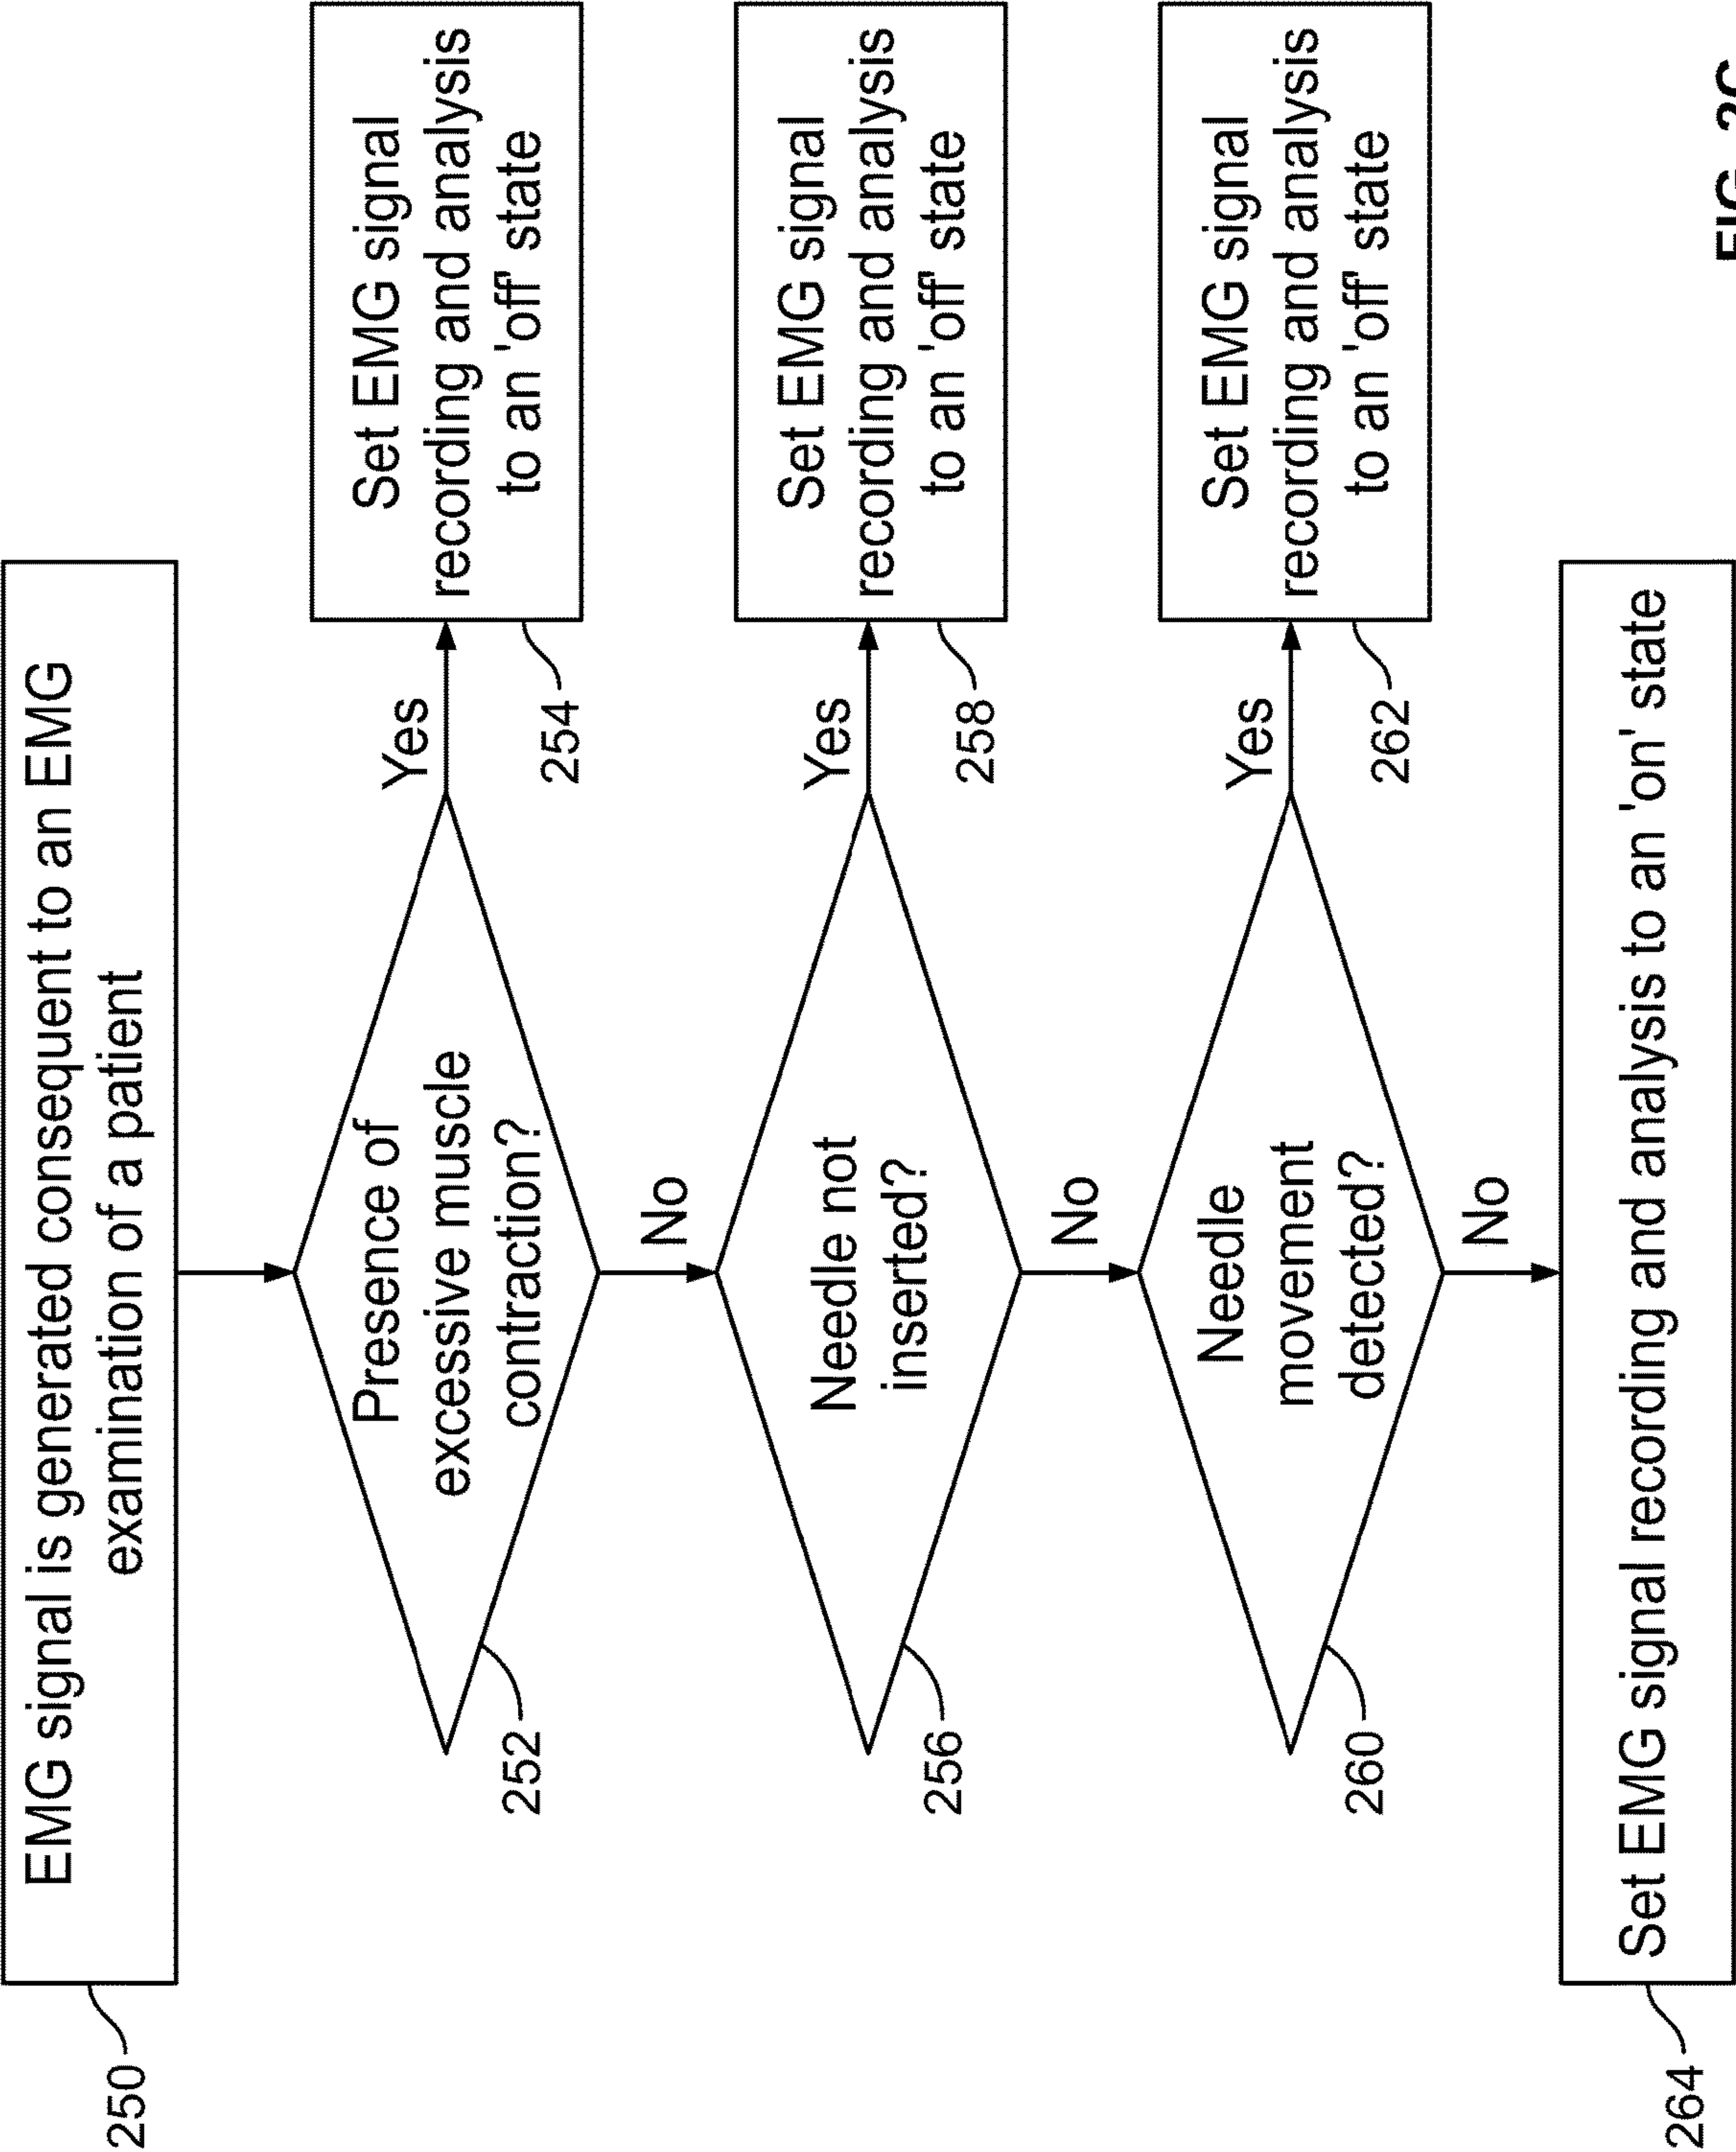 EMG signal is generated consequent to an EMG
examination of a patient
250
Presence of
excessive muscle
contraction?
252
Yes
Set EMG signal
recording and analysis
to an 'off' state
254
No
Needle not
inserted?
256
Yes
Set EMG signal
recording and analysis
to an 'off' state
258
No
Needle
movement
detected?
260
Yes
Set EMG signal
recording and analysis
to an 'off' state
262
No
Set EMG signal recording and analysis to an 'on' state
264
FIG. 2C